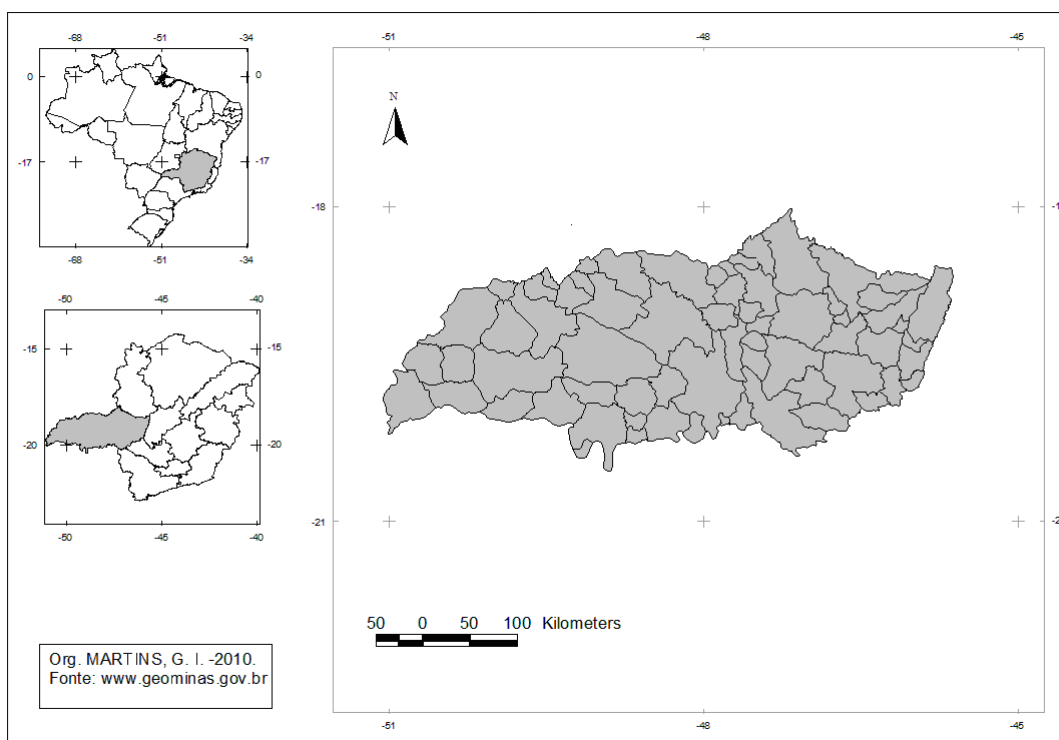 -68 -51 -34
0 0
-17 -17
-68 -51 -34
-50 -45 -40
-15 -15
-20 -20
-50 -45 -40
Org. MARTINS, G. I. -2010.
Fonte: www.geominas.gov.br
-51 -48 -45
N
-18
-21
50 0 50 100 Kilometers
-51 -48 -45